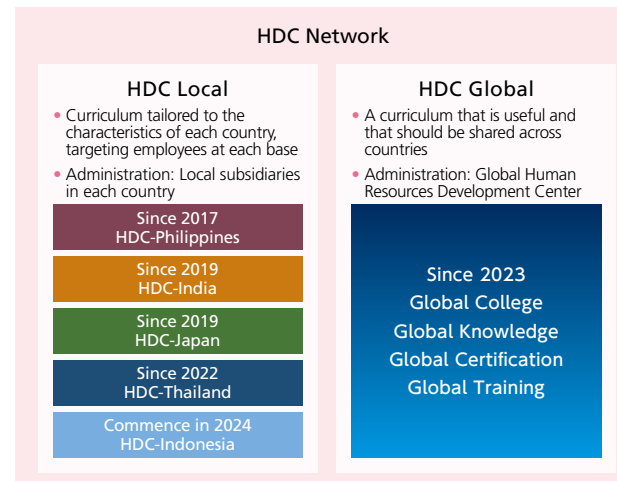 HDC Network
HDC Local
• Curriculum tailored to the
characteristics of each country,
targeting employees at each base
• Administration: Local subsidiaries
in each country
Since 2017
HDC-Philippines
Since 2019
HDC-India
Since 2019
HDC-Japan
Since 2022
HDC-Thailand
Commence in 2024
HDC-Indonesia
HDC Global
• A curriculum that is useful and
that should be shared across
countries
• Administration: Global Human
Resources Development Center
Since 2023
Global College
Global Knowledge
Global Certification
Global Training